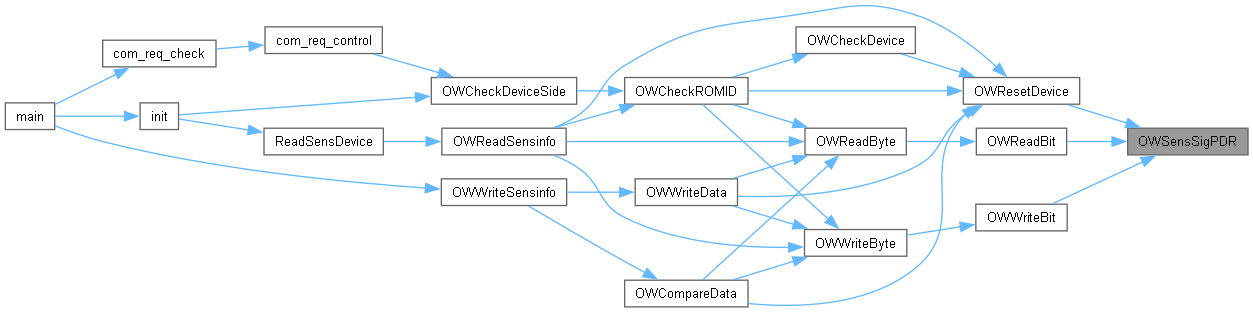 main
com_req_check
init
com_req_control
ReadSensDevice
OWCheckDeviceSide
OWReadSensinfo
OWWriteSensinfo
OWCheckROMID
OWWriteData
OWCompareData
OWCheckDevice
OWReadByte
OWWriteByte
OWResetDevice
OWReadBit
OWWriteBit
OWSensSigPDR